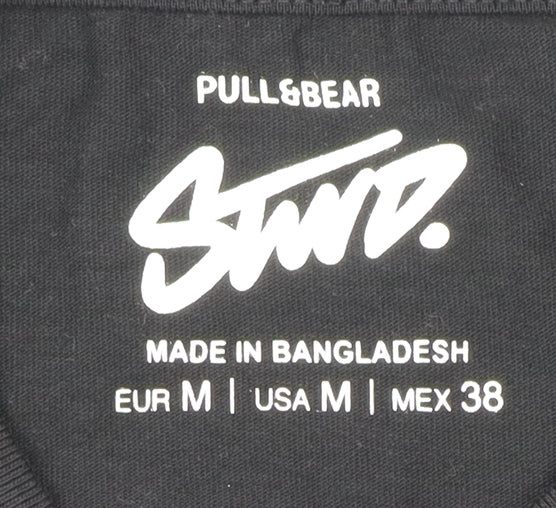 PULL&BEAR
STWD.
MADE IN BANGLADESH
EUR M | USA M | MEX 38